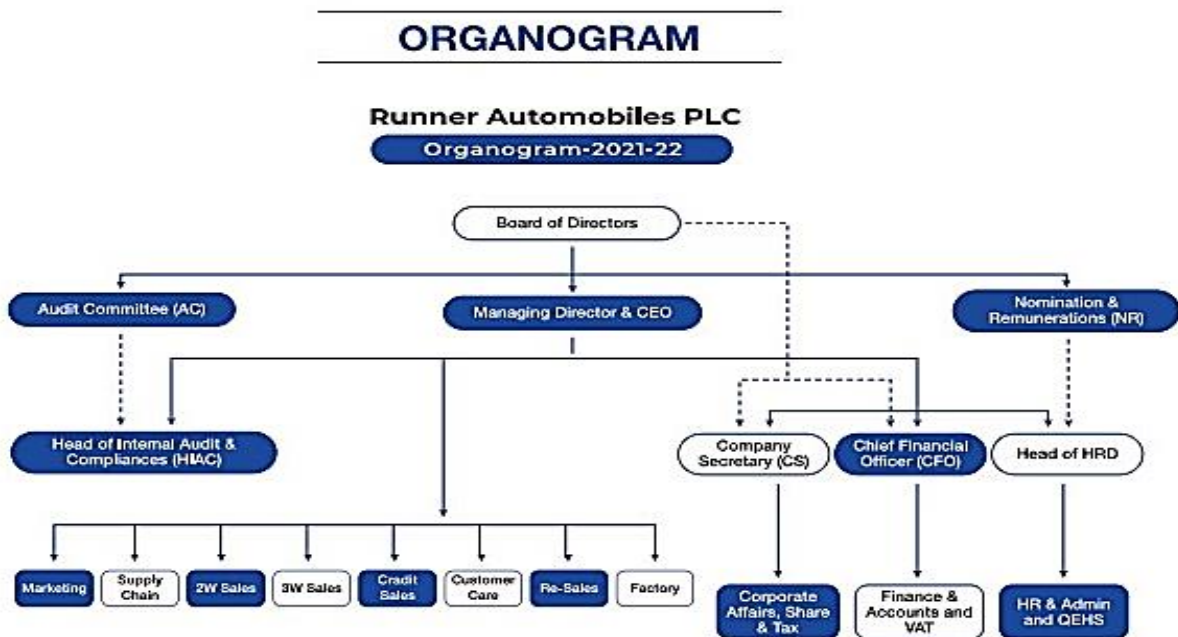 ORGANOGRAM
Runner Automobiles PLC
Organogram-2021-22
Board of Directors
Audit Committee (AC)
Managing Director & CEO
Nomination &
Remunerations (NR)
Head of Internal Audit &
Compliances (HIAC)
Company
Secretary (CS)
Chief Financial
Officer (CFO)
Head of HRD
Marketing
Supply
Chain
2W Sales
3W Sales
Cradit
Sales
Customer
Care
Re-Sales
Factory
Corporate
Affairs, Share
& Tax
Finance &
Accounts and
VAT
HR & Admin
and QEHS